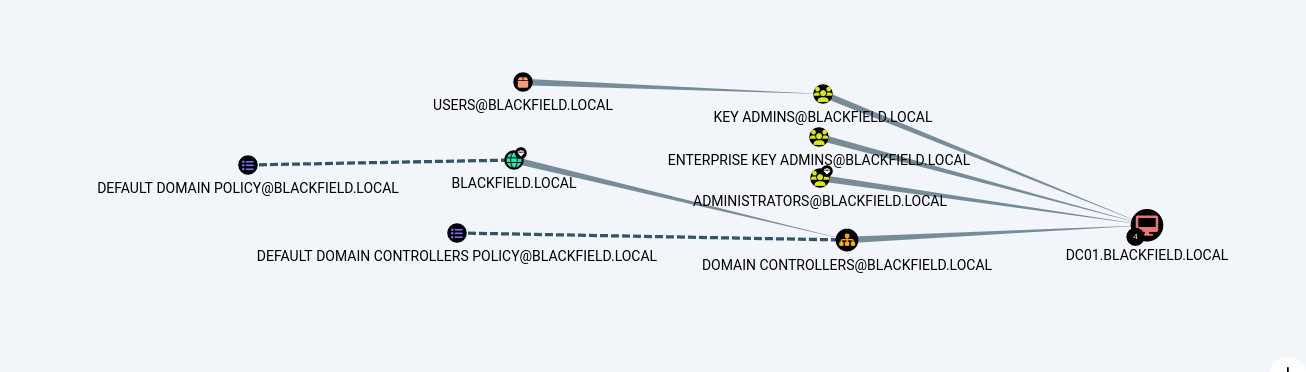 USERS@BLACKFIELD.LOCAL
KEY ADMINS@BLACKFIELD.LOCAL
ENTERPRISE KEY ADMINS@BLACKFIELD.LOCAL
DEFAULT DOMAIN POLICY@BLACKFIELD.LOCAL
BLACKFIELD.LOCAL
ADMINISTRATORS@BLACKFIELD.LOCAL
4
DEFAULT DOMAIN CONTROLLERS POLICY@BLACKFIELD.LOCAL
DOMAIN CONTROLLERS@BLACKFIELD.LOCAL
DC01.BLACKFIELD.LOCAL